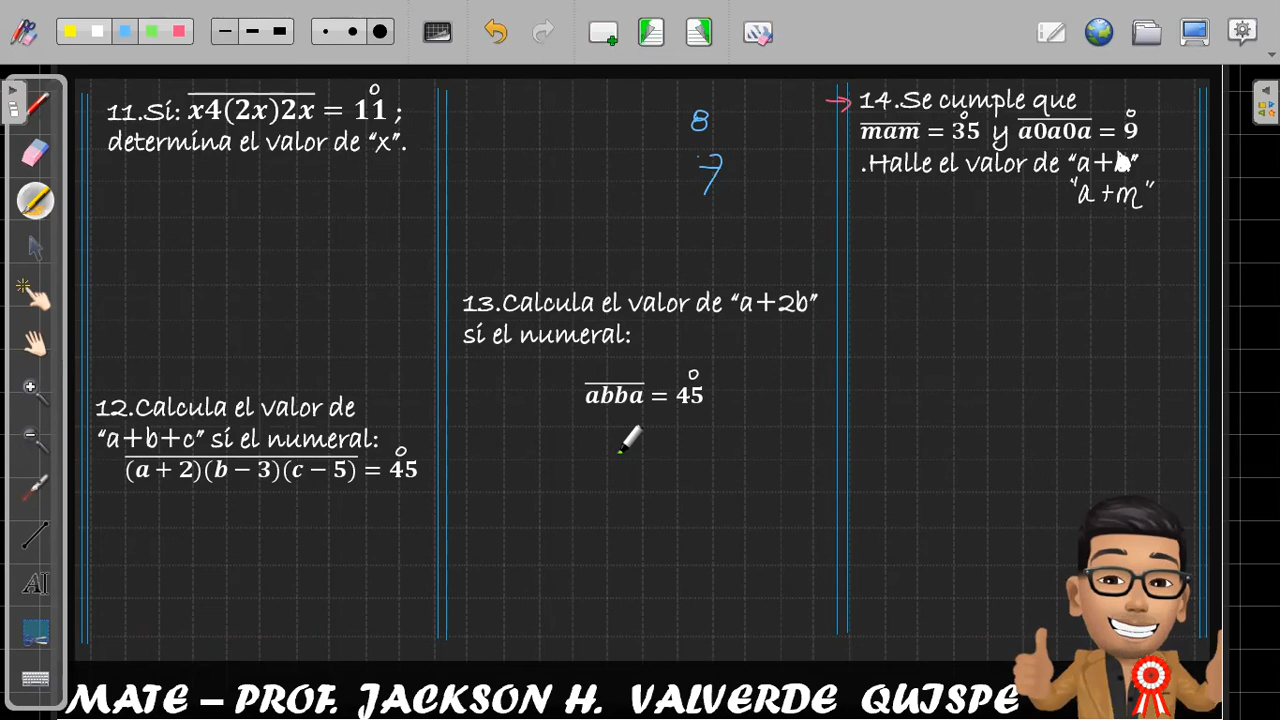 11.Si: x4(2x)2x = 11 ;
o
determina el valor de "x".
12.Calcula el valor de
"a+b+c" si el numeral:
o
(a + 2)(b − 3)(c − 5) = 45
8
7
13.Calcula el valor de "a+2b"
si el numeral:
o
abba = 45
14.Se cumple que
o o
mam = 35 y a0a0a = 9
.Halle el valor de "a+b"
"a +m"
AI
MATE – PROF. JACKSON H. VALVERDE QUISPE